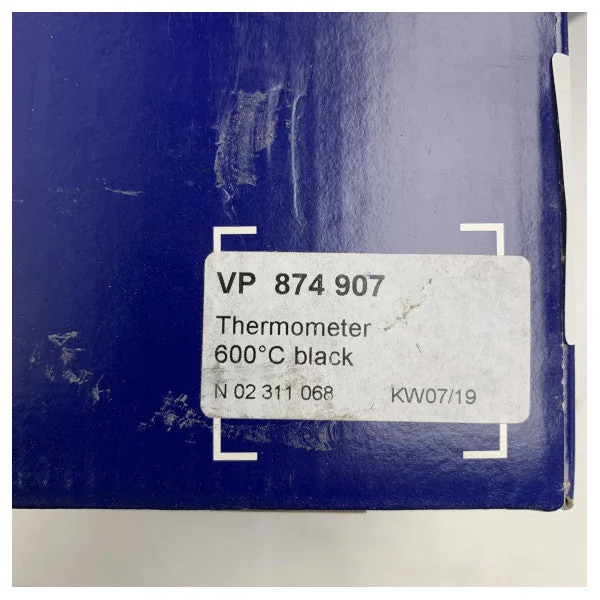 VP 874 907
Thermometer
600°C black
N 02 311 068 KW07/19